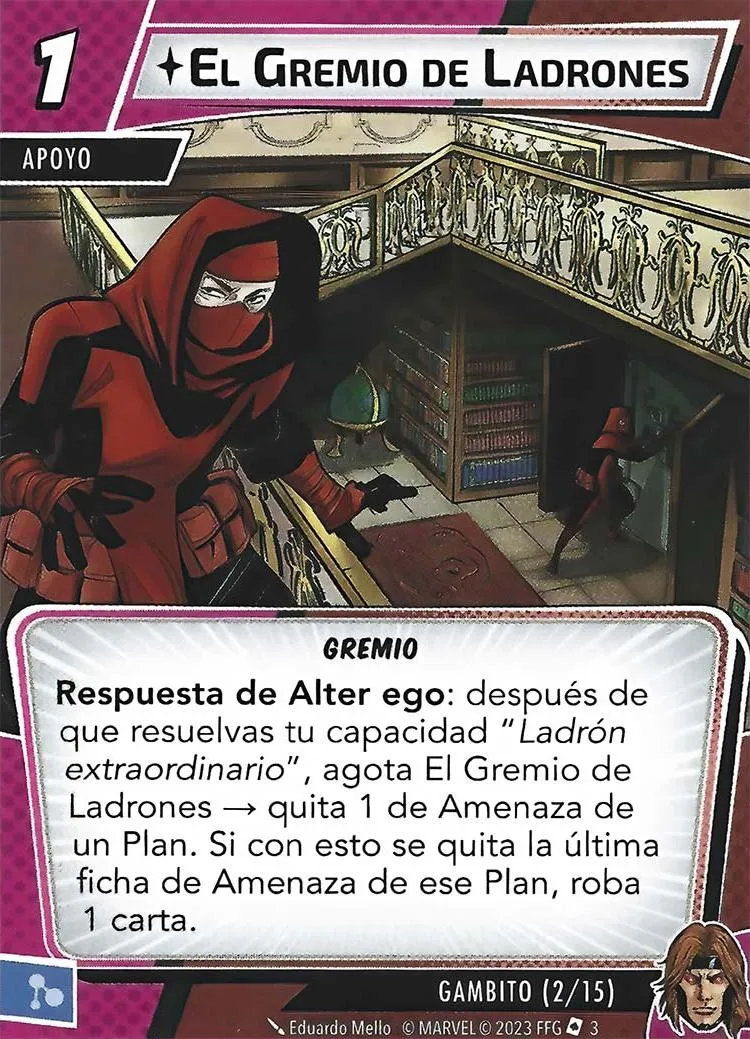 1
EL GREMIO DE LADRONES
APOYO
GREMIO
Respuesta de Alter ego: después de
que resuelvas tu capacidad "Ladrón
extraordinario", agota El Gremio de
Ladrones → quita 1 de Amenaza de
un Plan. Si con esto se quita la última
ficha de Amenaza de ese Plan, roba
1 carta.
GAMBITO (2/15)
Eduardo Mello © MARVEL © 2023 FFG 3